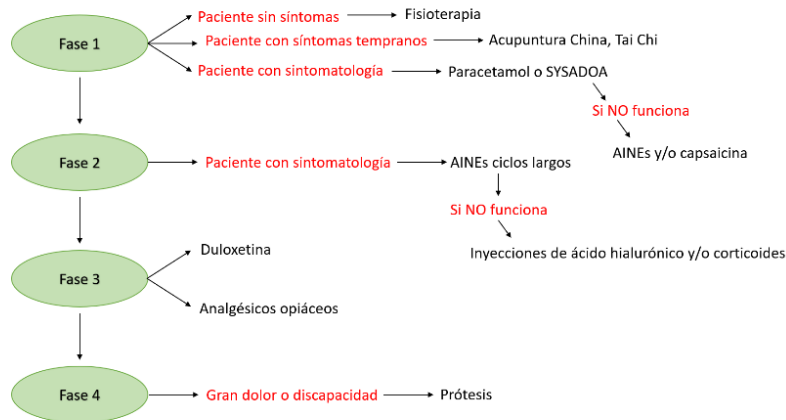 Fase 1
Paciente sin síntomas
Fisioterapia
Paciente con síntomas tempranos
Acupuntura China, Tai Chi
Paciente con sintomatología
Paracetamol o SYSADOA
Si NO funciona
AINEs y/o capsaicina
Fase 2
Paciente con sintomatología
AINEs ciclos largos
Si NO funciona
Inyecciones de ácido hialurónico y/o corticoides
Fase 3
Duloxetina
Analgésicos opiáceos
Fase 4
Gran dolor o discapacidad
Prótesis